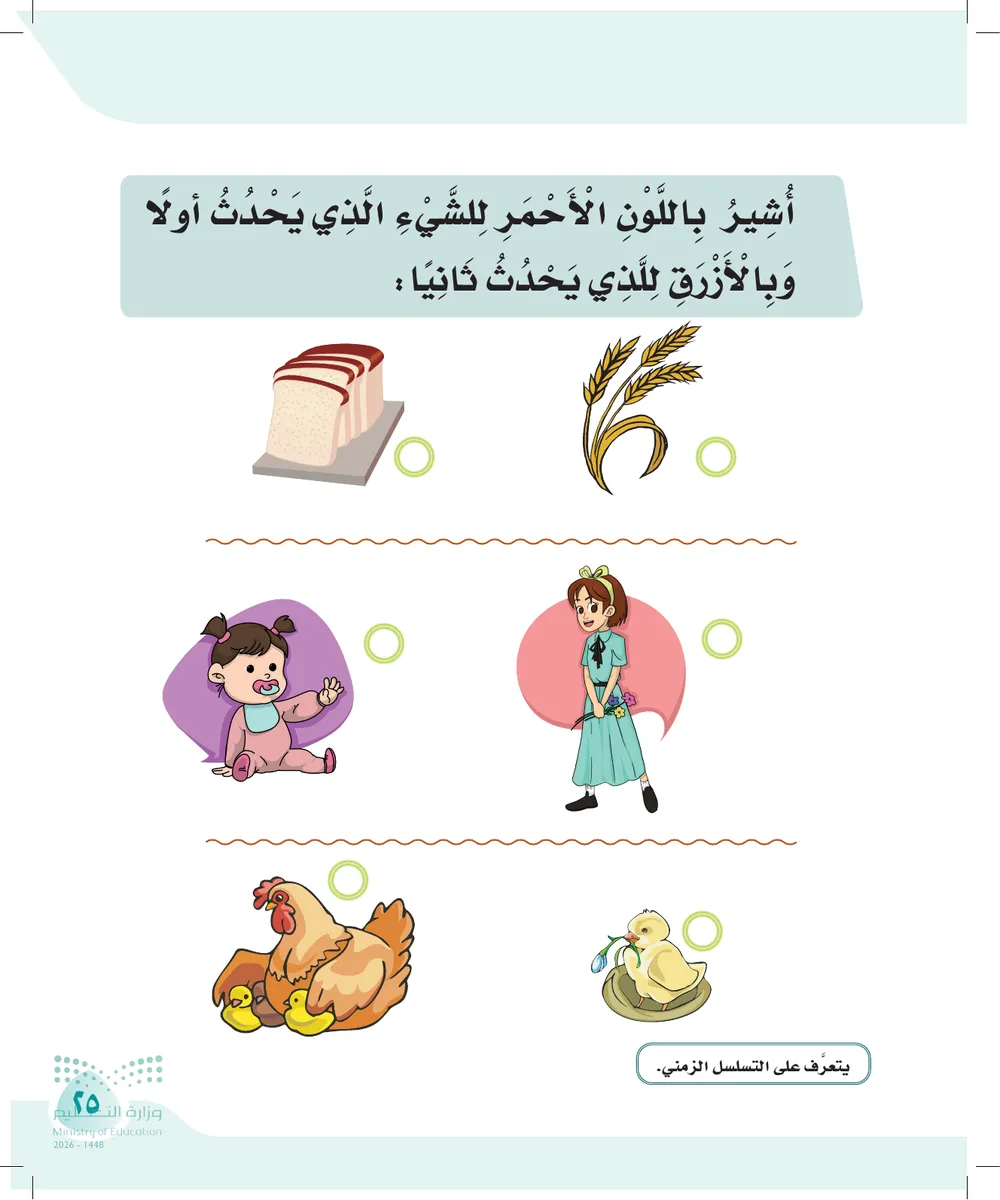 أُشِيرُ بِاللَّوْنِ الْأَحْمَرِ لِلشَّيْءِ الَّذِي يَحْدُثُ أولًا
وَبِالْأَزْرَقِ لِلَّذِي يَحْدُثُ ثَانِيًا :
يتعرَّف على التسلسل الزمني.
٢٥
وزارة التعليم
Ministry of Education
2026 - 1448